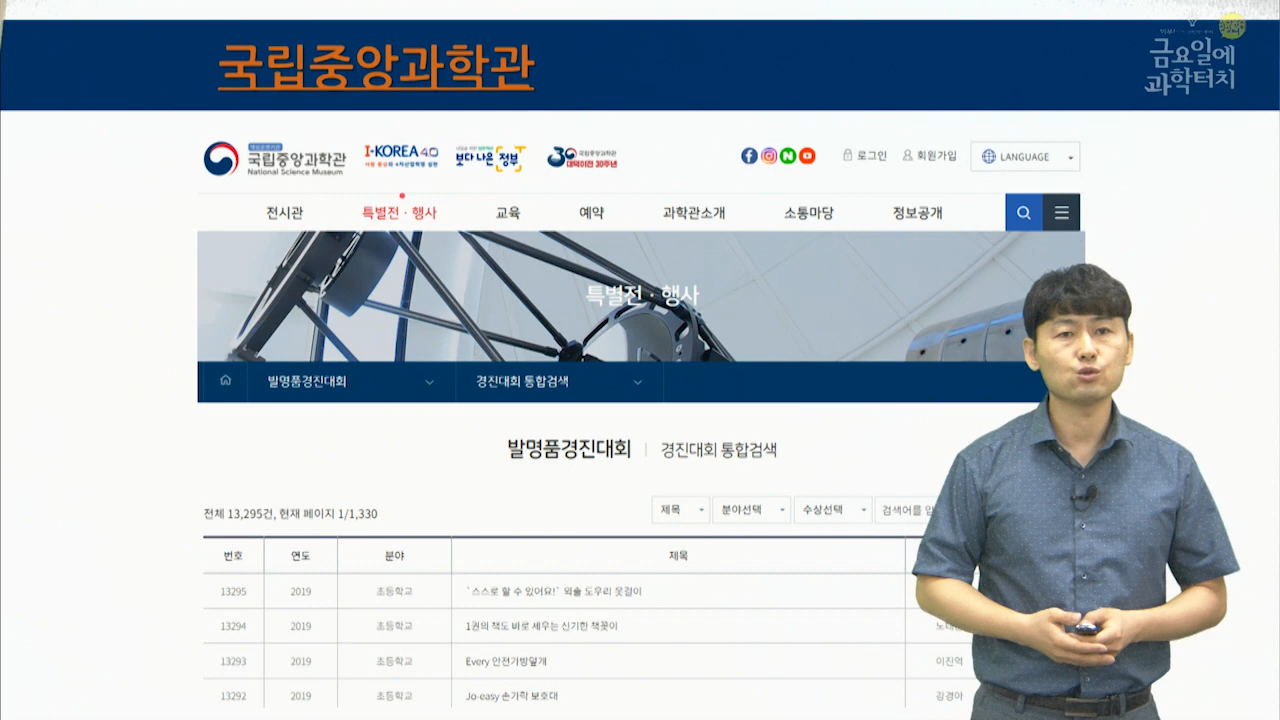 국립중앙과학관
금요일에
과학터치
국립중앙과학관
National Science Museum
I-KOREA 4.0
보다 나은 정부
국립중앙과학관
대덕이전 30주년
로그인
회원가입
LANGUAGE
전시관
특별전 · 행사
교육
예약
과학관소개
소통마당
정보공개
특별전 · 행사
발명품경진대회
경진대회 통합검색
발명품경진대회
경진대회 통합검색
전체 13,295건, 현재 페이지 1/1,330
제목
분야선택
수상선택
검색어를
번호 연도 분야 제목
13295 2019 초등학교 `스스로 할 수 있어요!` 외솔 도우리 옷걸이
13294 2019 초등학교 1권의 책도 바로 세우는 신기한 책꽂이
13293 2019 초등학교 Every 안전가방덮개 이진억
13292 2019 초등학교 Jo-easy 손가락 보호대 김경아